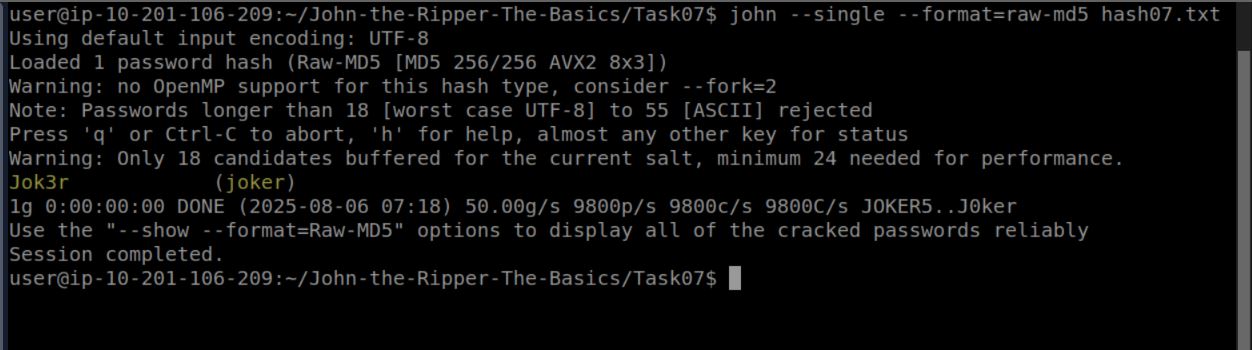 user@ip-10-201-106-209:~/John-the-Ripper-The-Basics/Task07$ john --single --format=raw-md5 hash07.txt
Using default input encoding: UTF-8
Loaded 1 password hash (Raw-MD5 [MD5 256/256 AVX2 8x3])
Warning: no OpenMP support for this hash type, consider --fork=2
Note: Passwords longer than 18 [worst case UTF-8] to 55 [ASCII] rejected
Press 'q' or Ctrl-C to abort, 'h' for help, almost any other key for status
Warning: Only 18 candidates buffered for the current salt, minimum 24 needed for performance.
Jok3r            (joker)
1g 0:00:00:00 DONE (2025-08-06 07:18) 50.00g/s 9800p/s 9800c/s 9800C/s JOKER5..J0ker
Use the "--show --format=Raw-MD5" options to display all of the cracked passwords reliably
Session completed.
user@ip-10-201-106-209:~/John-the-Ripper-The-Basics/Task07$